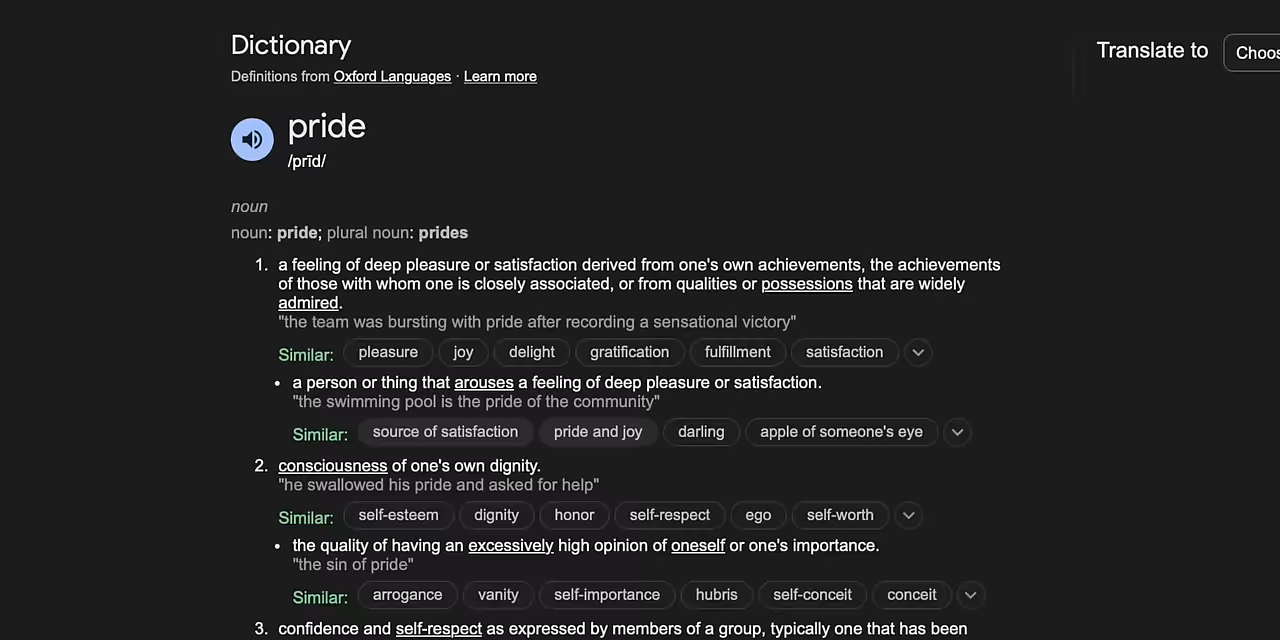 Dictionary
Translate to
Choos
Definitions from Oxford Languages · Learn more
pride
/prīd/
noun
noun: pride; plural noun: prides
1. a feeling of deep pleasure or satisfaction derived from one's own achievements, the achievements
of those with whom one is closely associated, or from qualities or possessions that are widely
admired.
"the team was bursting with pride after recording a sensational victory"
Similar: pleasure joy delight gratification fulfillment satisfaction
• a person or thing that arouses a feeling of deep pleasure or satisfaction.
"the swimming pool is the pride of the community"
Similar: source of satisfaction pride and joy darling apple of someone's eye
2. consciousness of one's own dignity.
"he swallowed his pride and asked for help"
Similar: self-esteem dignity honor self-respect ego self-worth
• the quality of having an excessively high opinion of oneself or one's importance.
"the sin of pride"
Similar: arrogance vanity self-importance hubris self-conceit conceit
3. confidence and self-respect as expressed by members of a group, typically one that has been